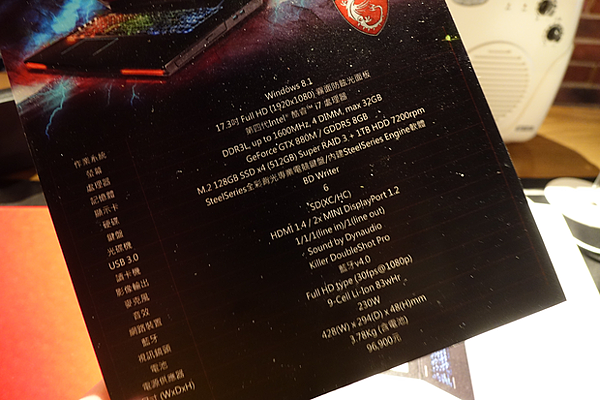 作業系統 Windows 8.1
螢幕 17.3吋 Full HD (1920x1080) 霧面防眩光面板
處理器 第四代Intel® 酷睿™ i7 處理器
記憶體 DDR3L, up to 1600MHz, 4 DIMM, max 32GB
顯示卡 GeForce GTX 880M / GDDR5 8GB
硬碟 M.2 128GB SSD x4 (512GB) Super RAID 3, + 1TB HDD 7200rpm
鍵盤 SteelSeries全彩背光專業電競鍵盤/內建SteelSeries Engine軟體
光碟機 BD Writer
USB 3.0 6
讀卡機 SD(XC/HC)
影像輸出 HDMI 1.4 / 2x MINI DisplayPort 1.2
麥克風 1/1/1(line in)/1(line out)
音效 Sound by Dynaudio
網路裝置 Killer DoubleShot Pro
藍牙 藍牙v4.0
視訊鏡頭 Full HD type (30fps@1080p)
電池 9-Cell Li-Ion 83wHr
電源供應器 230W
(WxDxH) 428(W) x 294(D) x 48(H)mm
3.78Kg (含電池)
96,900元